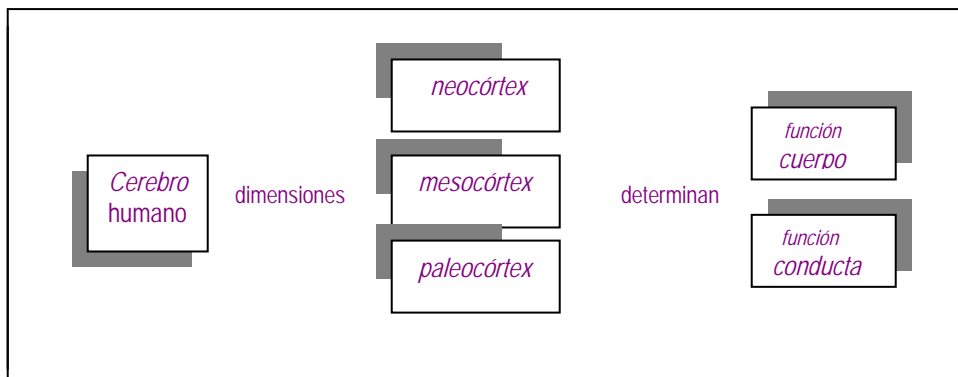 Cerebro
humano
dimensiones
neocórtex
mesocórtex
paleocórtex
determinan
función
cuerpo
función
conducta